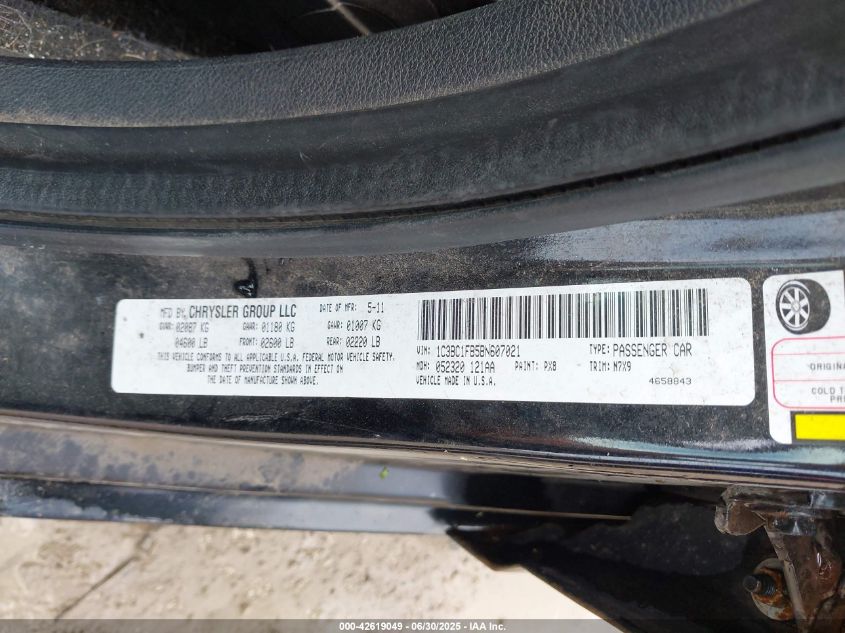 MFD BY CHRYSLER GROUP LLC DATE OF MFR: 5-11
GVWR: 02087 KG GAWR: 01180 KG GAWR: 01007 KG
04600 LB FRONT: 02600 LB REAR: 02220 LB
THIS VEHICLE CONFORMS TO ALL APPLICABLE U.S.A. FEDERAL MOTOR VEHICLE SAFETY,
BUMPER AND THEFT PREVENTION STANDARDS IN EFFECT ON
THE DATE OF MANUFACTURE SHOWN ABOVE.
VIN: 1C3BC1FB5BN607021 TYPE: PASSENGER CAR
MDH: 052320 121AA PAINT: PX8 TRIM: N7X9
VEHICLE MADE IN U.S.A. 4658843
ORIGINA
COLD T
PRE
000-42619049 - 06/30/2025 - IAA Inc.